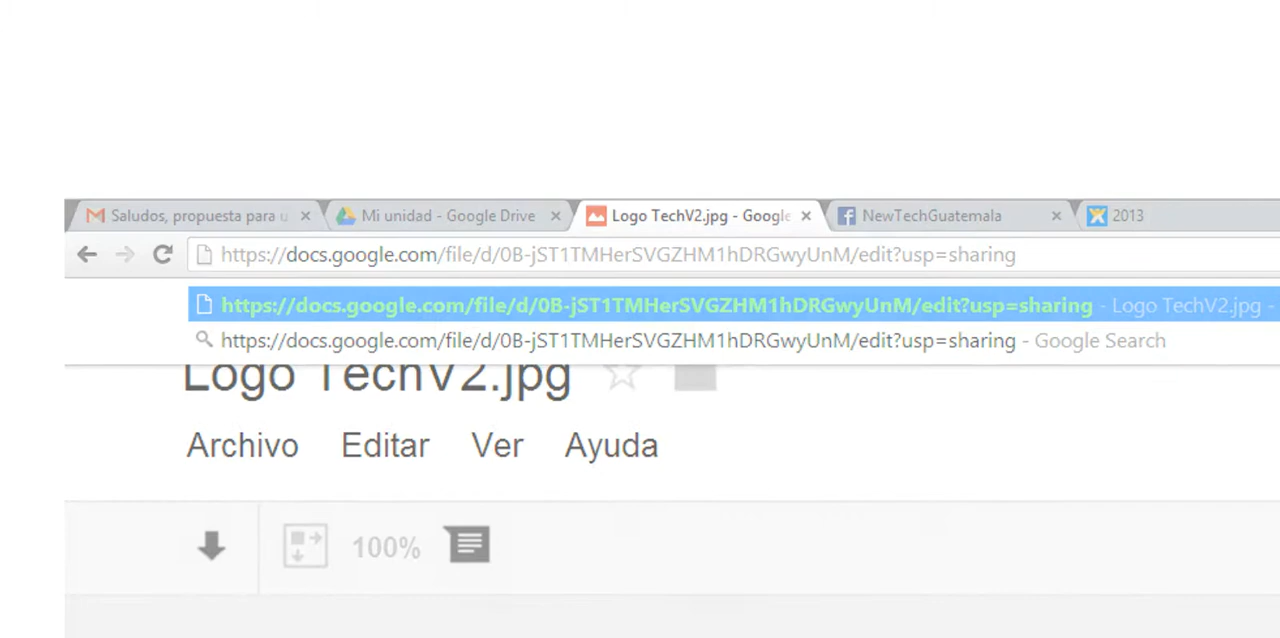 Saludos, propuesta para u
Mi unidad - Google Drive
Logo TechV2.jpg - Google
NewTechGuatemala
2013
https://docs.google.com/file/d/0B-jST1TMHerSVGZHM1hDRGwyUnM/edit?usp=sharing
https://docs.google.com/file/d/0B-jST1TMHerSVGZHM1hDRGwyUnM/edit?usp=sharing - Logo TechV2.jpg -
https://docs.google.com/file/d/0B-jST1TMHerSVGZHM1hDRGwyUnM/edit?usp=sharing - Google Search
Logo TechV2.jpg
Archivo Editar Ver Ayuda
100%